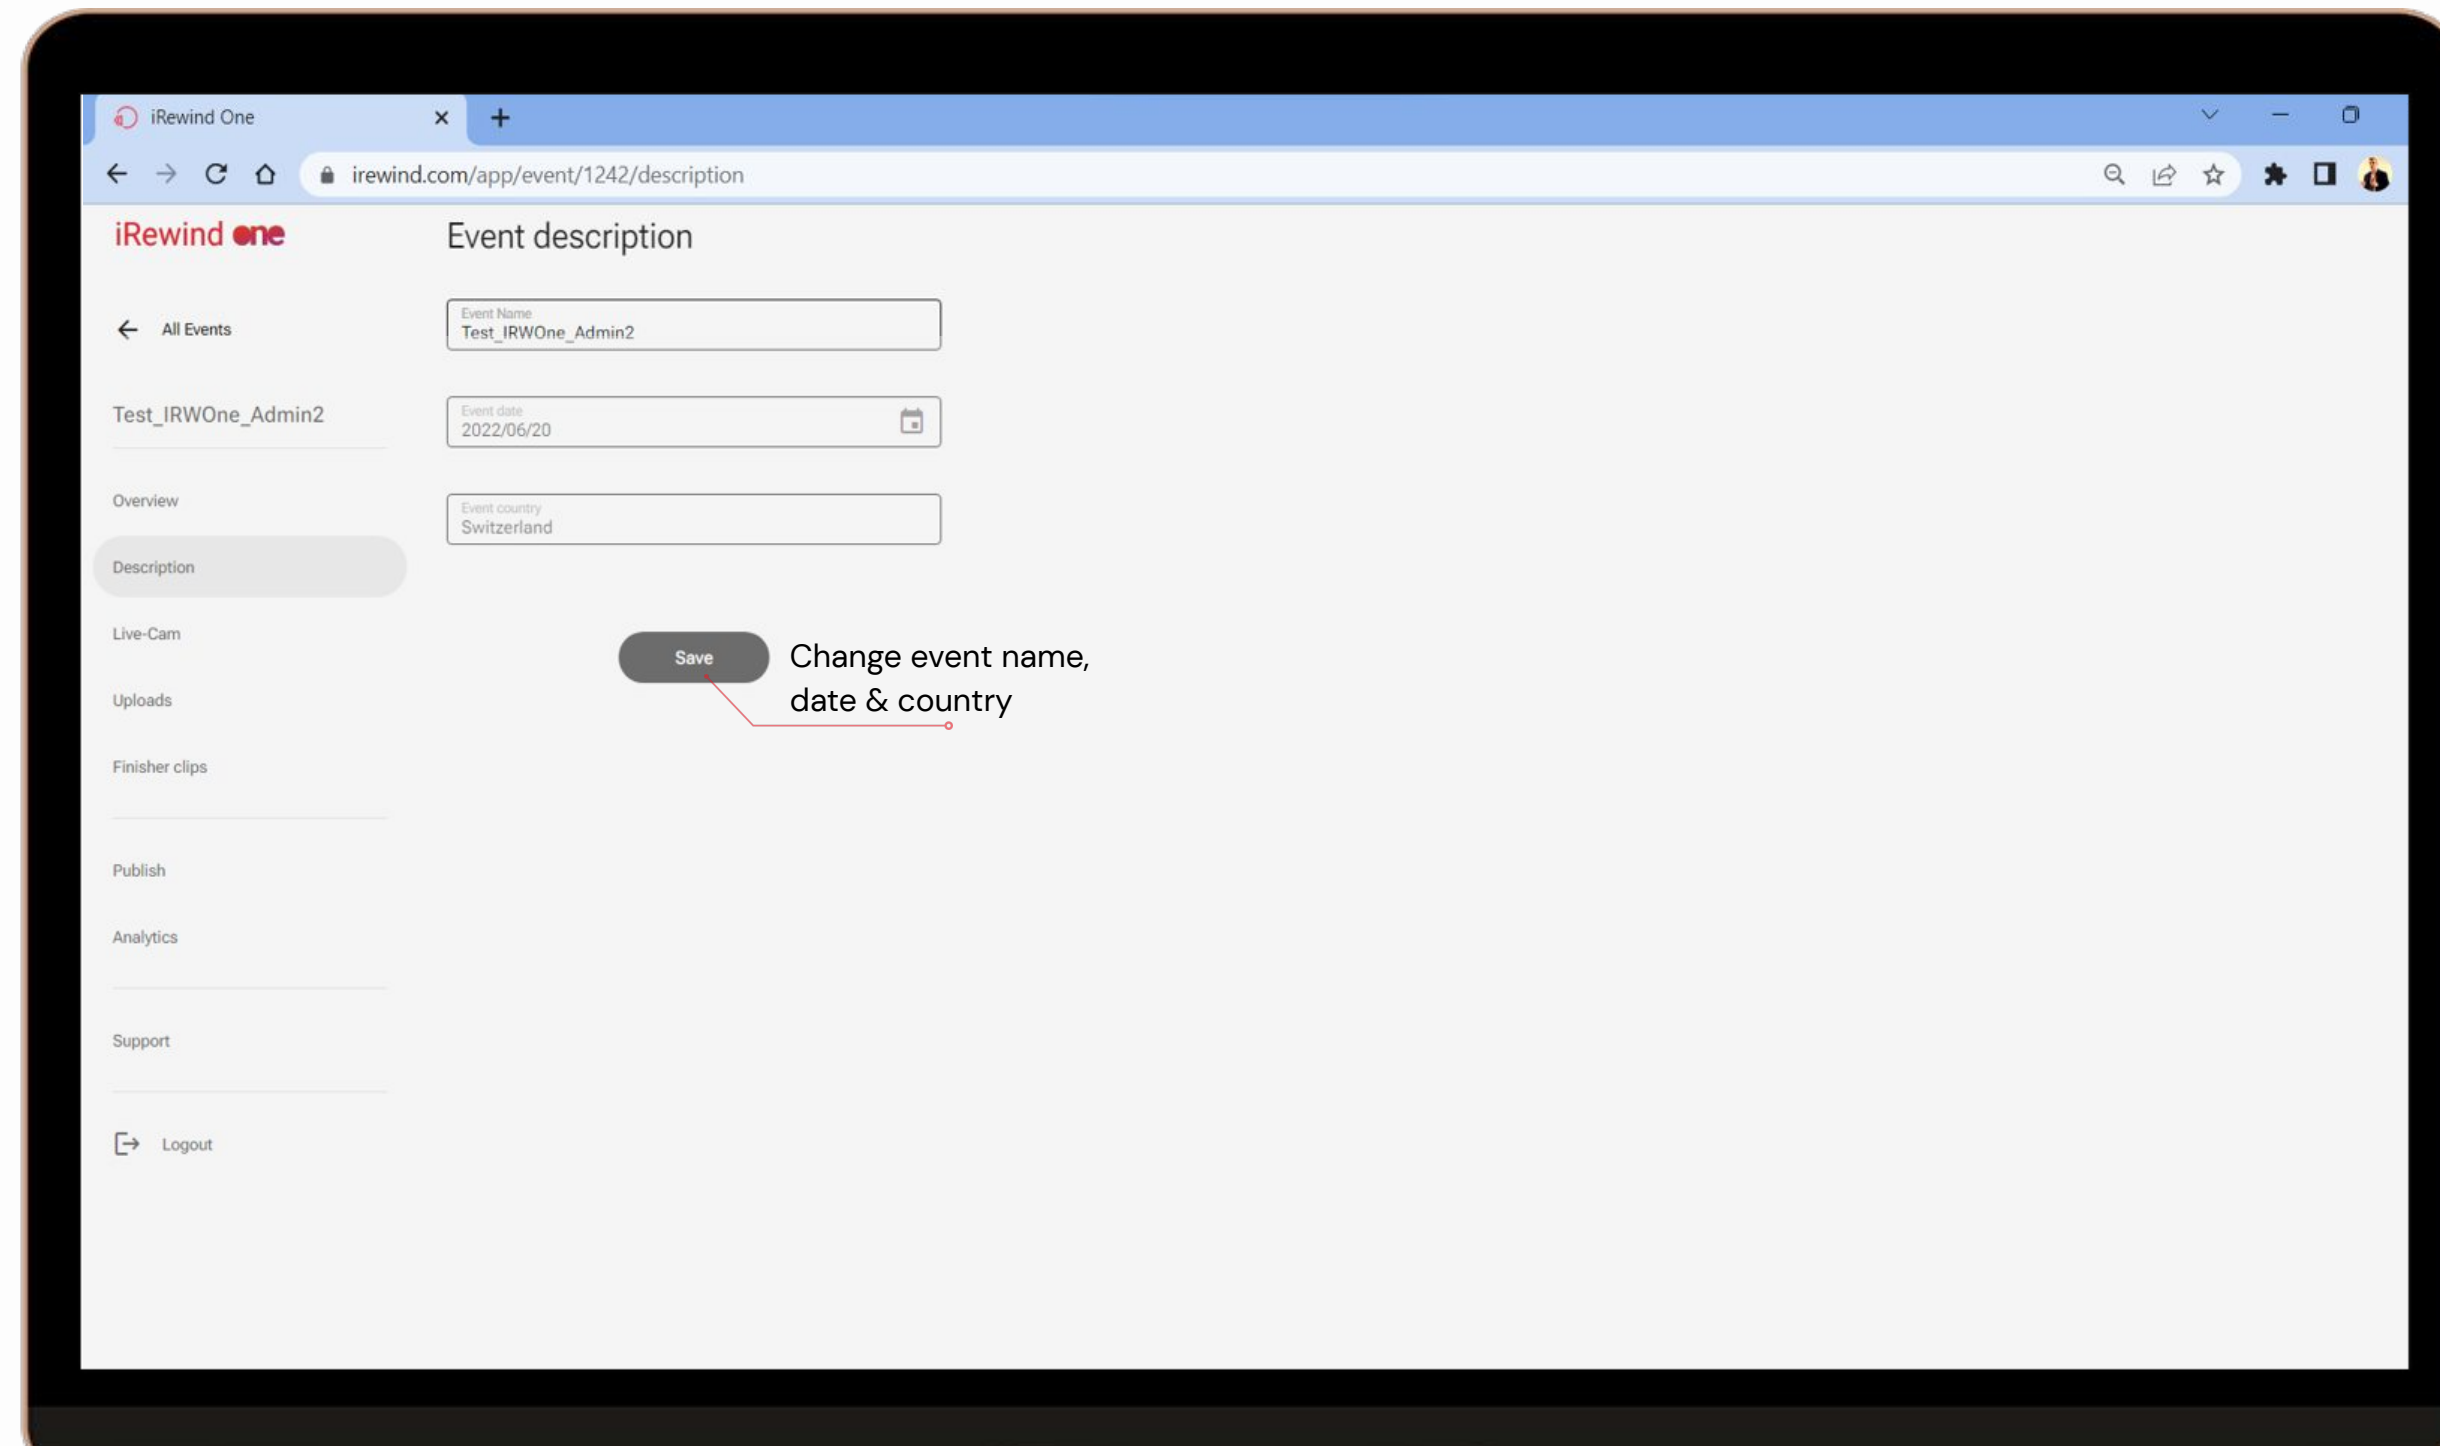 iRewind One
irewind.com/app/event/1242/description
iRewind one
Event description
All Events
Event Name
Test_IRWOne_Admin2
Test_IRWOne_Admin2
Event date
2022/06/20
Overview
Event country
Switzerland
Description
Live-Cam
Save
Change event name,
date & country
Uploads
Finisher clips
Publish
Analytics
Support
Logout